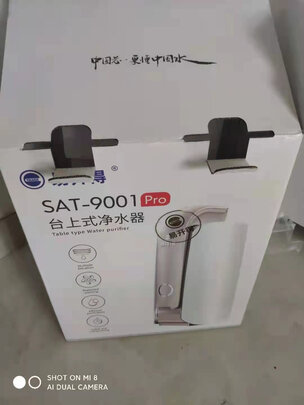 中国芯·更懂中国水
得®
SAT-9001 Pro
台上式净水器
Table type Water purifier
SHOT ON MI 8
AI DUAL CAMERA